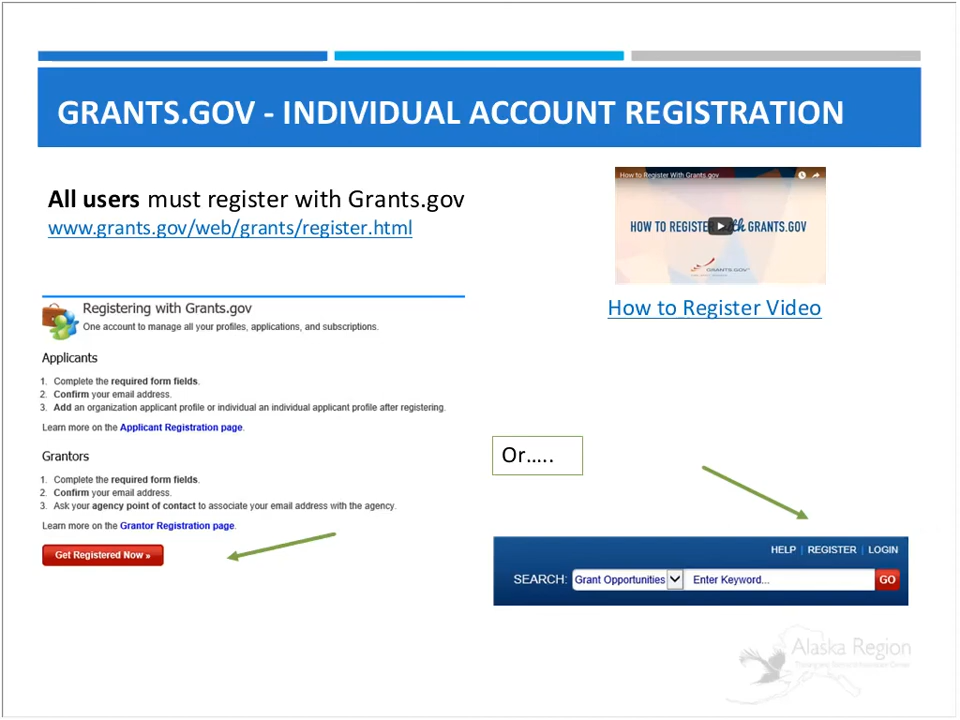 GRANTS.GOV - INDIVIDUAL ACCOUNT REGISTRATION
All users must register with Grants.gov
www.grants.gov/web/grants/register.html
How to Register With Grants.gov
HOW TO REGISTER with GRANTS.GOV
GRANTS.GOV
How to Register Video
Registering with Grants.gov
One account to manage all your profiles, applications, and subscriptions.
Applicants
1. Complete the required form fields.
2. Confirm your email address.
3. Add an organization applicant profile or individual an individual applicant profile after registering.
Learn more on the Applicant Registration page.
Grantors
1. Complete the required form fields.
2. Confirm your email address.
3. Ask your agency point of contact to associate your email address with the agency.
Learn more on the Grantor Registration page.
Get Registered Now »
Or…..
HELP | REGISTER | LOGIN
SEARCH: Grant Opportunities Enter Keyword... GO
Alaska Region